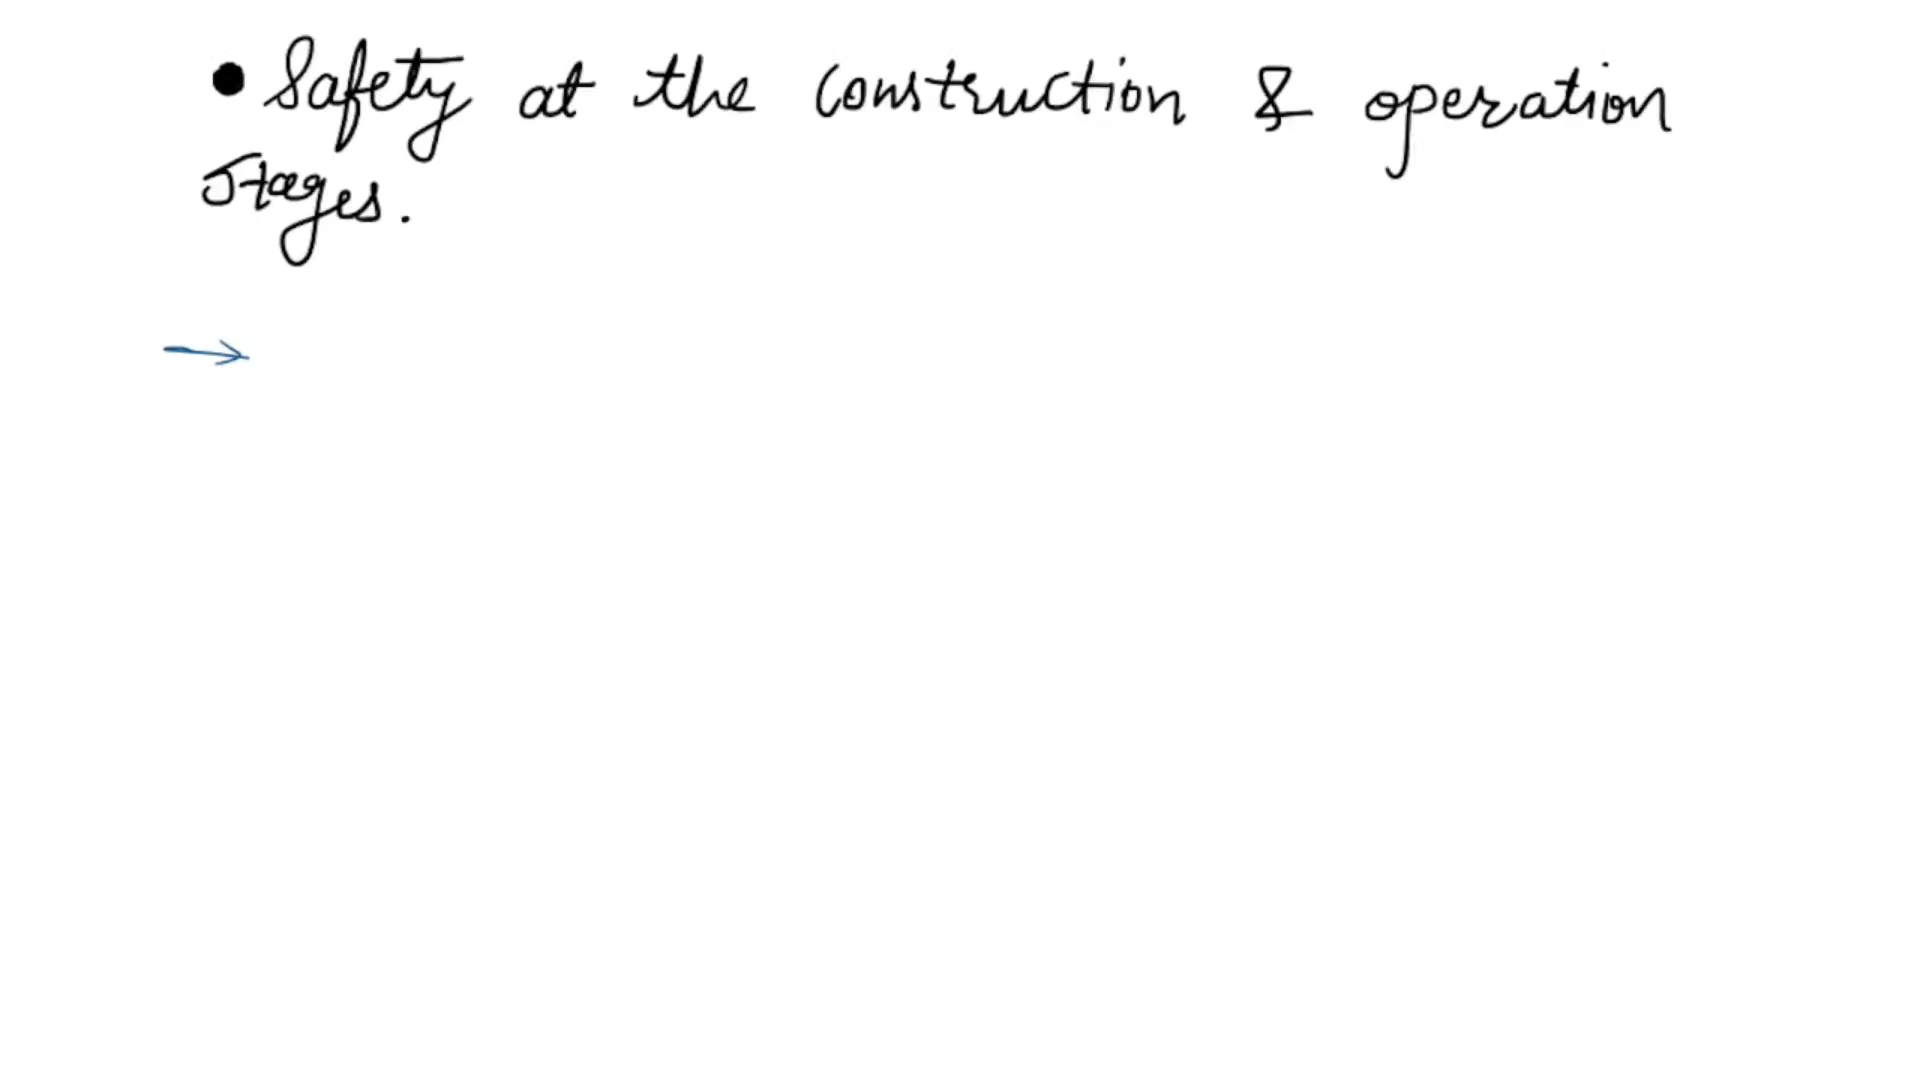 • Safety at the construction & operation
stages.
→